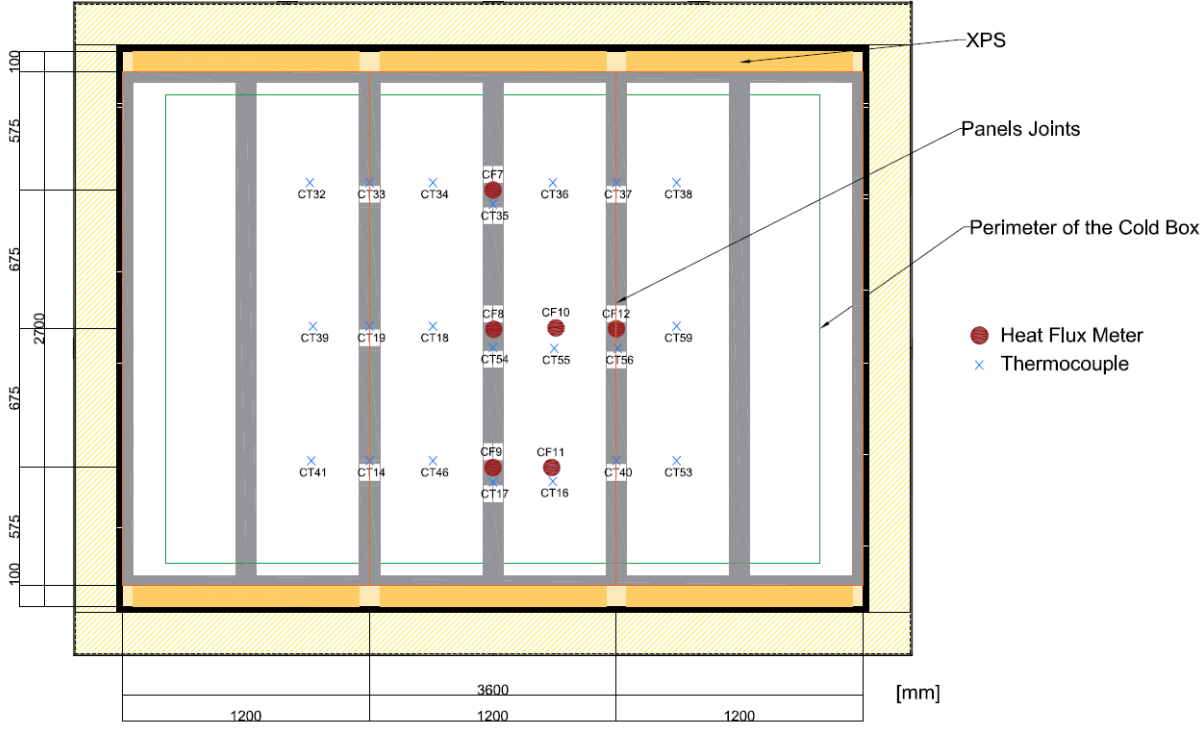 XPS
100
575
Panels Joints
CF7
CT32
CT33
CT34
CT36
CT37
CT38
CT35
Perimeter of the Cold Box
675
2700
CF8
CF10
CF12
CT39
CT19
CT18
CT59
CT54
CT55
CT56
Heat Flux Meter
Thermocouple
675
CF9
CF11
CT41
CT14
CT46
CT40
CT53
CT17
CT16
575
100
3600
[mm]
1200
1200
1200